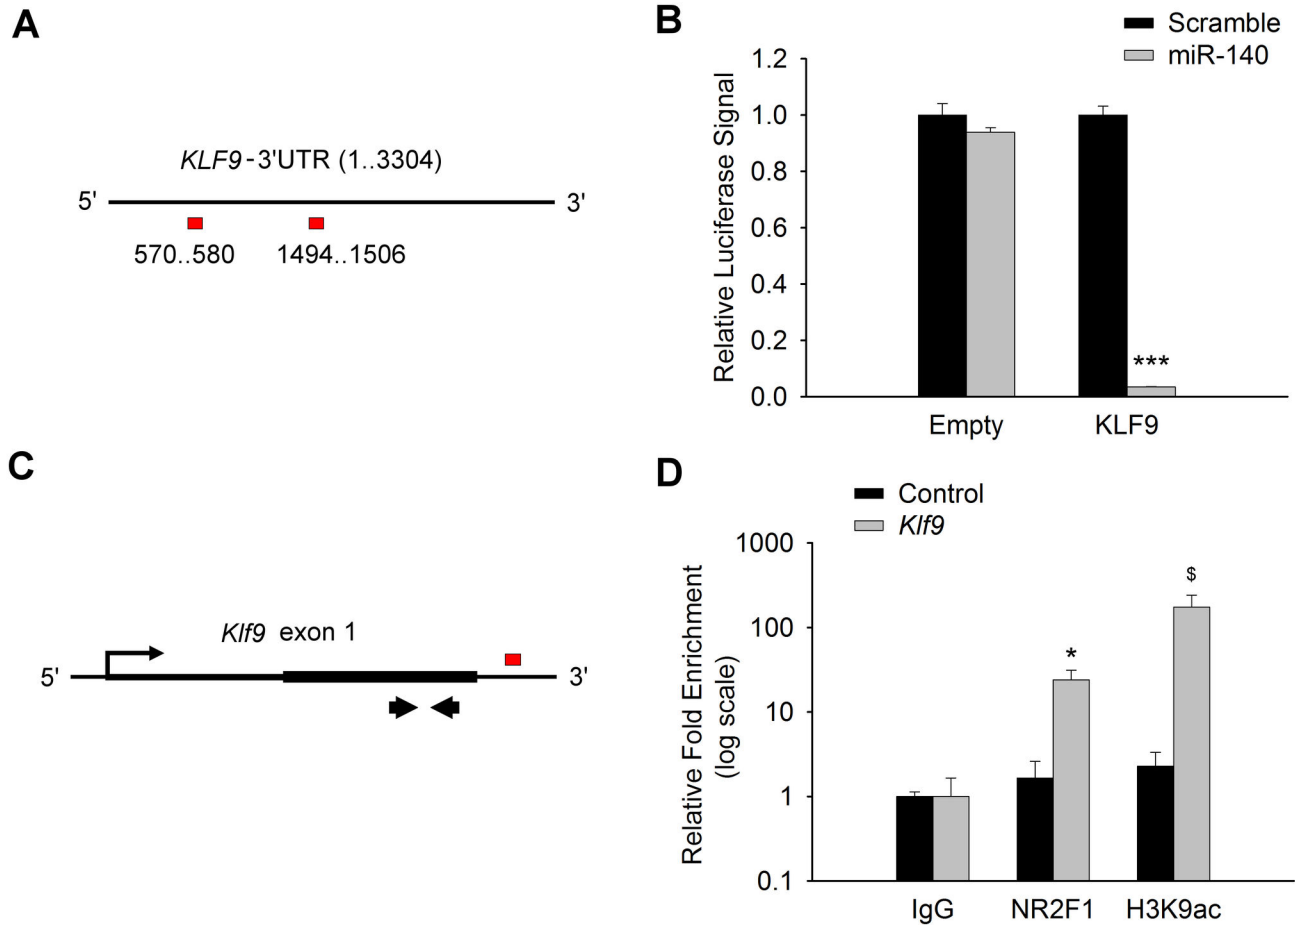 A
KLF9-3'UTR (1..3304)
5' 3'
570..580 1494..1506
B
Scramble
miR-140
Relative Luciferase Signal
1.2
1.0
0.8
0.6
0.4
0.2
0.0
***
Empty KLF9
C
Klf9 exon 1
5' 3'
D
Control
Klf9
Relative Fold Enrichment
(log scale)
1000
100
10
1
0.1
*
$
IgG NR2F1 H3K9ac